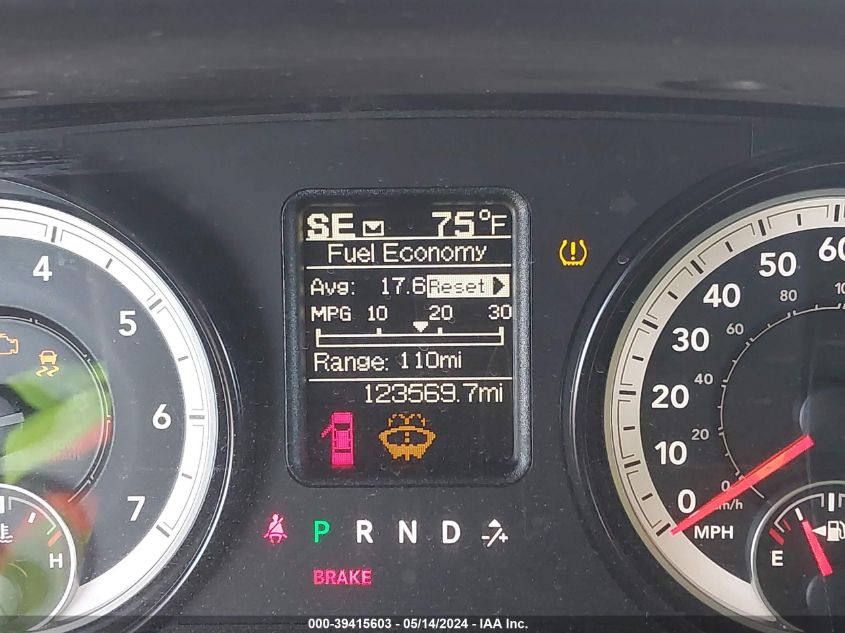 SE 75°F
Fuel Economy
Avg: 17.6 Reset
MPG 10 20 30
Range: 110mi
123569.7mi
4
5
6
7
H
P R N D
BRAKE
60
50
40
30
20
10
0
MPH
80
60
40
20
0
km/h
E
000-39415603 - 05/14/2024 - IAA Inc.